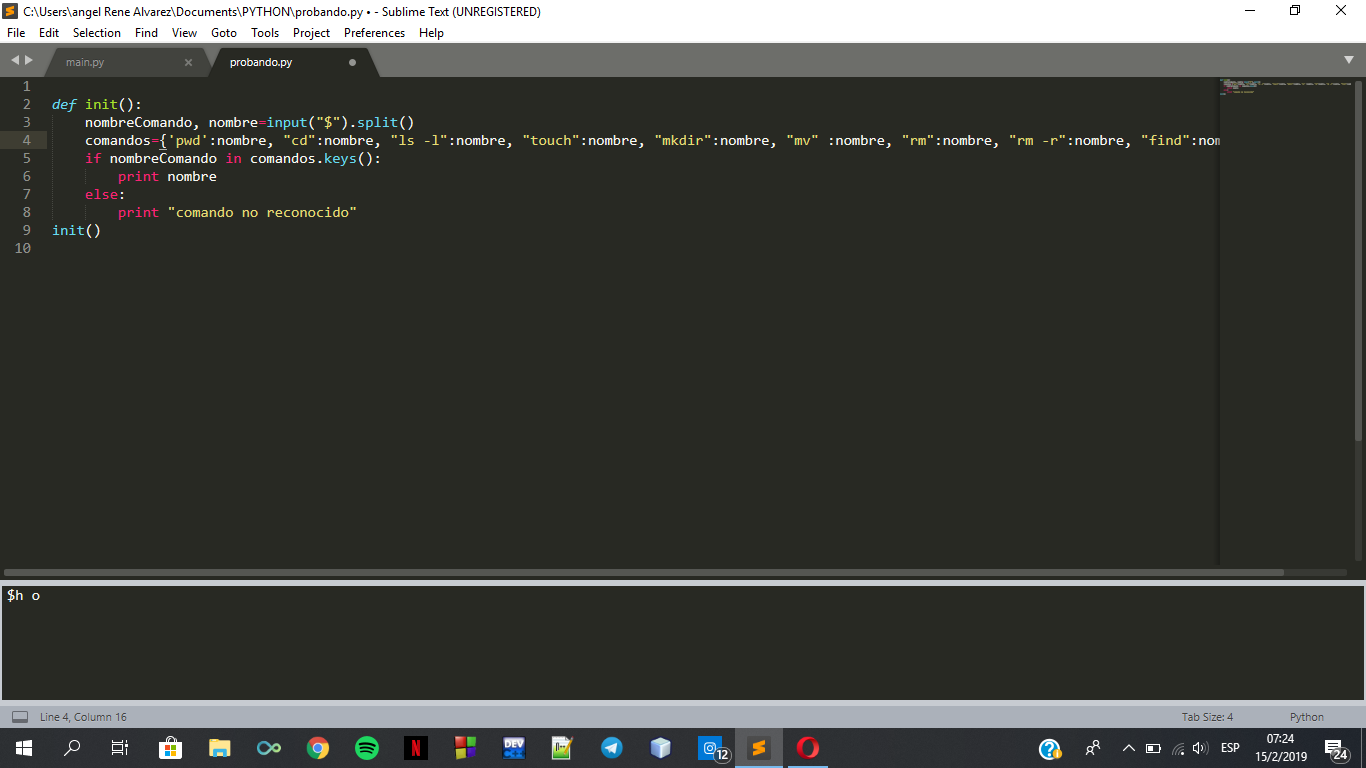 C:\Users\angel Rene Alvarez\Documents\PYTHON\probando.py • - Sublime Text (UNREGISTERED)
File Edit Selection Find View Goto Tools Project Preferences Help
main.py probando.py
1
2 def init():
3 nombreComando, nombre=input("$").split()
4 comandos={'pwd':nombre, "cd":nombre, "ls -l":nombre, "touch":nombre, "mkdir":nombre, "mv" :nombre, "rm":nombre, "rm -r":nombre, "find":nom
5 if nombreComando in comandos.keys():
6 print nombre
7 else:
8 print "comando no reconocido"
9 init()
10
$h o
Line 4, Column 16 Tab Size: 4 Python
DEV 12 ESP 07:24
15/2/2019 24